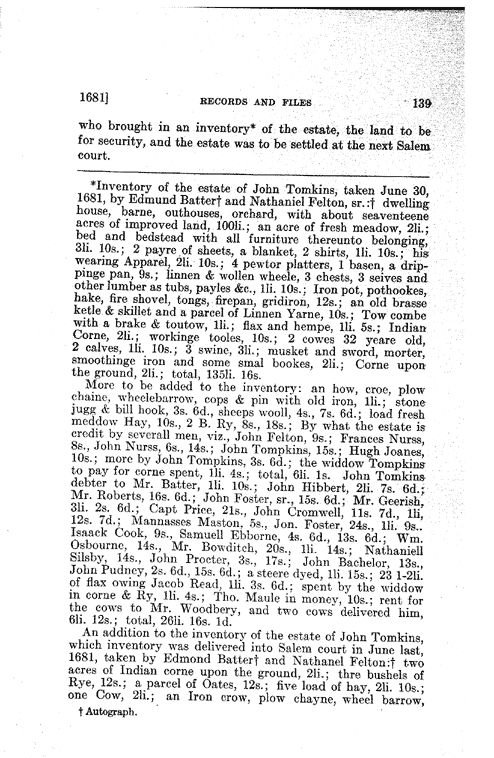 1681] RECORDS AND FILES 139
who brought in an inventory* of the estate, the land to be
for security, and the estate was to be settled at the next Salem
court.
*Inventory of the estate of John Tomkins, taken June 30,
1681, by Edmund Batter† and Nathaniel Felton, sr.:† dwelling
house, barne, outhouses, orchard, with about seaventeene
acres of improved land, 100li.; an acre of fresh meadow, 2li.;
bed and bedstead with all furniture thereunto belonging,
3li. 10s.; 2 payre of sheets, a blanket, 2 shirts, 1li. 10s.; his
wearing Apparel, 2li. 10s.; 4 pewtor platters, 1 bascn, a drip-
pinge pan, 9s.; linnen & wollen wheele, 3 chests, 3 seives and
other lumber as tubs, payles &c., 1li. 10s.; Iron pot, pothookes,
hake, fire shovel, tongs, firepan, gridiron, 12s.; an old brasse
ketle & skillet and a parcel of Linnen Yarne, 10s.; Tow combe
with a brake & toutow, 1li.; flax and hempe, 1li. 5s.; Indian
Corne, 2li.; workinge tooles, 10s.; 2 cowes 32 yeare old,
2 calves, 1li. 10s.; 3 swine, 3li.; musket and sword, morter,
smoothinge iron and some smal bookes, 2li.; Corne upon
the ground, 2li.; total, 135li. 16s.
More to be added to the inventory: an how, croe, plow
chaine, wheelebarrow, cops & pin with old iron, 1li.; stone
jugg & bill hook, 3s. 6d., sheeps wooll, 4s., 7s. 6d.; load fresh
meddow Hay, 10s., 2 B. Ry, 8s., 18s.; By what the estate is
credit by severall men, viz., John Felton, 9s.; Frances Nurss,
8s., John Nurss, 6s., 14s.; John Tompkins, 15s.; Hugh Joanes,
10s.; more by John Tompkins, 3s. 6d.; the widdow Tompkins
to pay for corne spent, 1li. 4s.; total, 6li. 1s. John Tomkins
debter to Mr. Batter, 1li. 10s.; John Hibbert, 2li. 7s. 6d.;
Mr. Roberts, 16s. 6d.; John Foster, sr., 15s. 6d.; Mr. Geerish,
3li. 2s. 6d.; Capt Price, 21s., John Cromwell, 11s. 7d., 1li,
12s. 7d.; Mannasses Maston, 5s., Jon. Foster, 24s., 1li. 9s..
Isaack Cook, 9s., Samuell Ebborne, 4s. 6d., 13s. 6d.; Wm.
Osbourne, 14s., Mr. Bowditch, 20s., 1li. 14s.; Nathaniell
Silsby, 14s., John Procter, 3s., 17s.; John Bachelor, 13s.,
John Pudney, 2s. 6d., 15s. 6d.; a steere dyed, 1li. 15s.; 23 1-2li.
of flax owing Jacob Read, 1li. 3s. 6d.; spent by the widdow
in corne & Ry, 1li. 4s.; Tho. Maule in money, 10s.; rent for
the cows to Mr. Woodbery, and two cows delivered him,
6li. 12s.; total, 26li. 16s. 1d.
An addition to the inventory of the estate of John Tomkins,
which inventory was delivered into Salem court in June last,
1681, taken by Edmond Batter† and Nathanel Felton:† two
acres of Indian corne upon the ground, 2li.; thre bushels of
Rye, 12s.; a parcel of Oates, 12s.; five load of hay, 2li. 10s.;
one Cow, 2li.; an Iron crow, plow chayne, wheel barrow,
† Autograph.